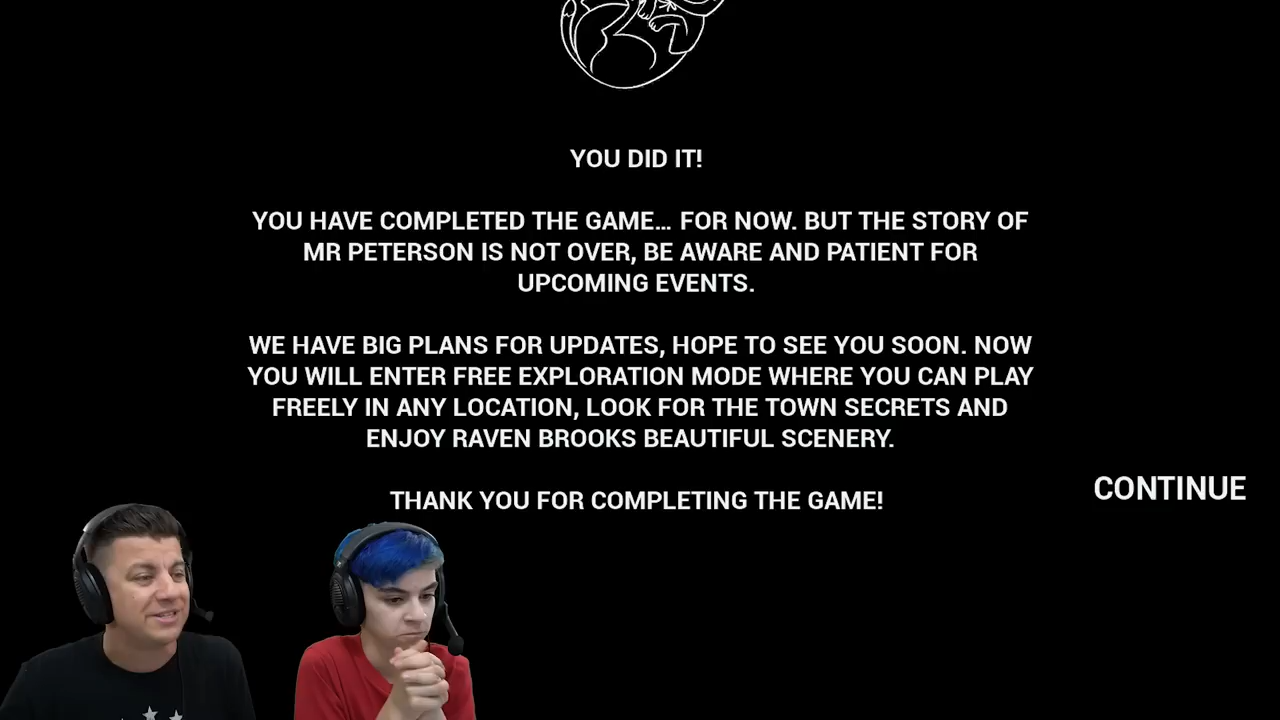 YOU DID IT!
YOU HAVE COMPLETED THE GAME... FOR NOW. BUT THE STORY OF
MR PETERSON IS NOT OVER, BE AWARE AND PATIENT FOR
UPCOMING EVENTS.
WE HAVE BIG PLANS FOR UPDATES, HOPE TO SEE YOU SOON. NOW
YOU WILL ENTER FREE EXPLORATION MODE WHERE YOU CAN PLAY
FREELY IN ANY LOCATION, LOOK FOR THE TOWN SECRETS AND
ENJOY RAVEN BROOKS BEAUTIFUL SCENERY.
CONTINUE
THANK YOU FOR COMPLETING THE GAME!